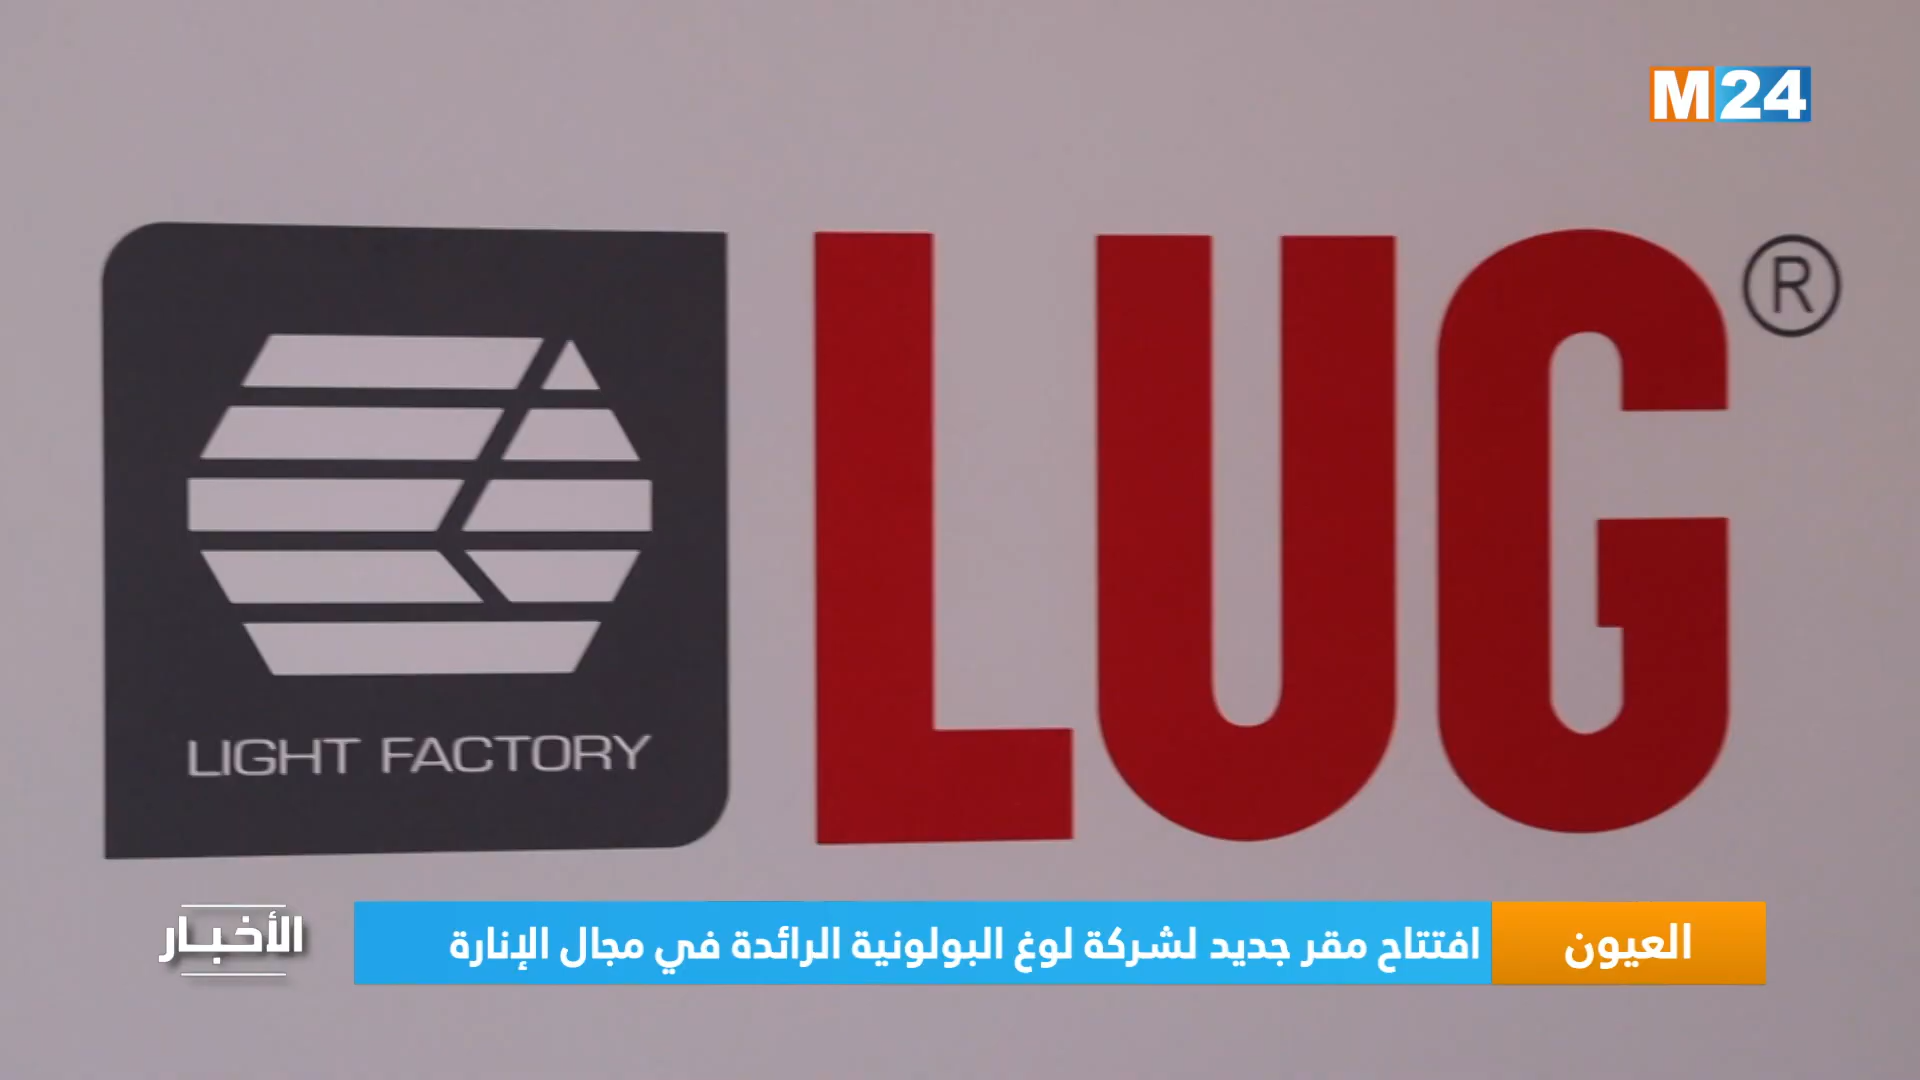 M24
LUG®
LIGHT FACTORY
العيون
افتتاح مقر جديد لشركة لوغ البولونية الرائدة في مجال الإنارة
الأخبار